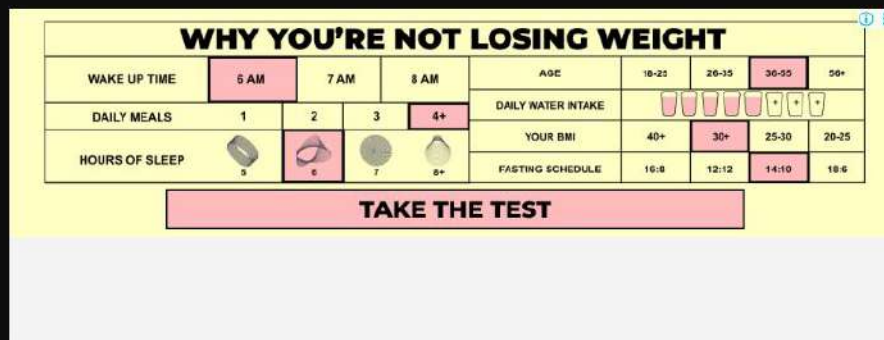 WHY YOU'RE NOT LOSING WEIGHT
WAKE UP TIME 6 AM 7 AM 8 AM
DAILY MEALS 1 2 3 4+
HOURS OF SLEEP 5 6 7 8+
AGE 18-25 26-35 36-55 56+
DAILY WATER INTAKE + + +
YOUR BMI 40+ 30+ 25-30 20-25
FASTING SCHEDULE 16:8 12:12 14:10 18:6
TAKE THE TEST